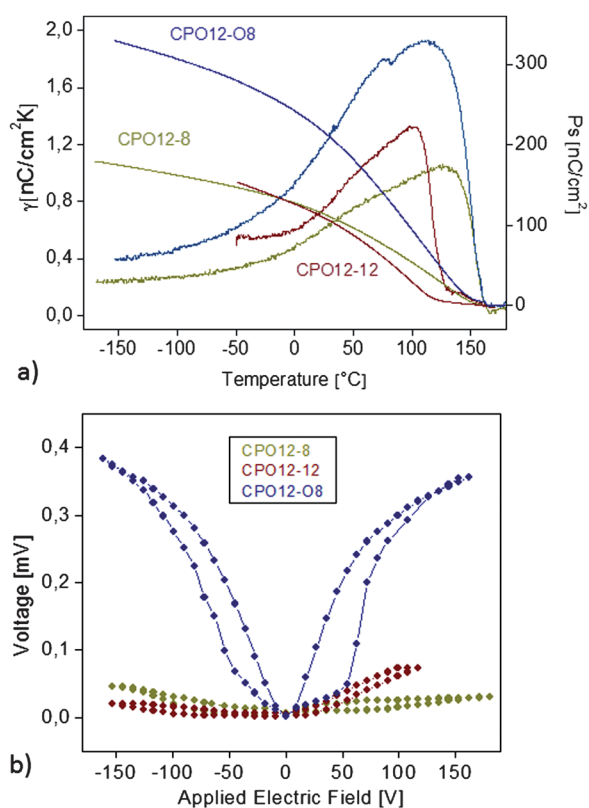 2,0
1,6
1,2
0,8
0,4
0,0
γ[nC/cm²K]
CPO12-O8
CPO12-8
CPO12-12
300
200
100
0
Ps [nC/cm²]
-150 -100 -50 0 50 100 150
a) Temperature [°C]
0,4
0,3
0,2
0,1
0,0
Voltage [mV]
CPO12-8
CPO12-12
CPO12-O8
-150 -100 -50 0 50 100 150
b) Applied Electric Field [V]